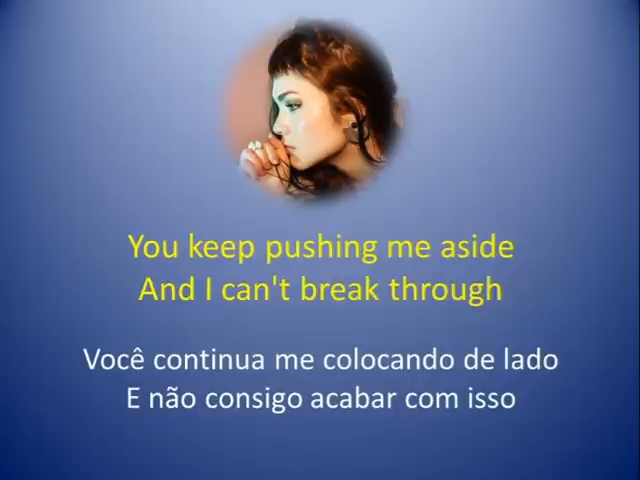 You keep pushing me aside
And I can't break through
Você continua me colocando de lado
E não consigo acabar com isso